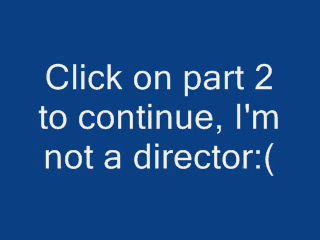 Click on part 2
to continue, I'm
not a director:(